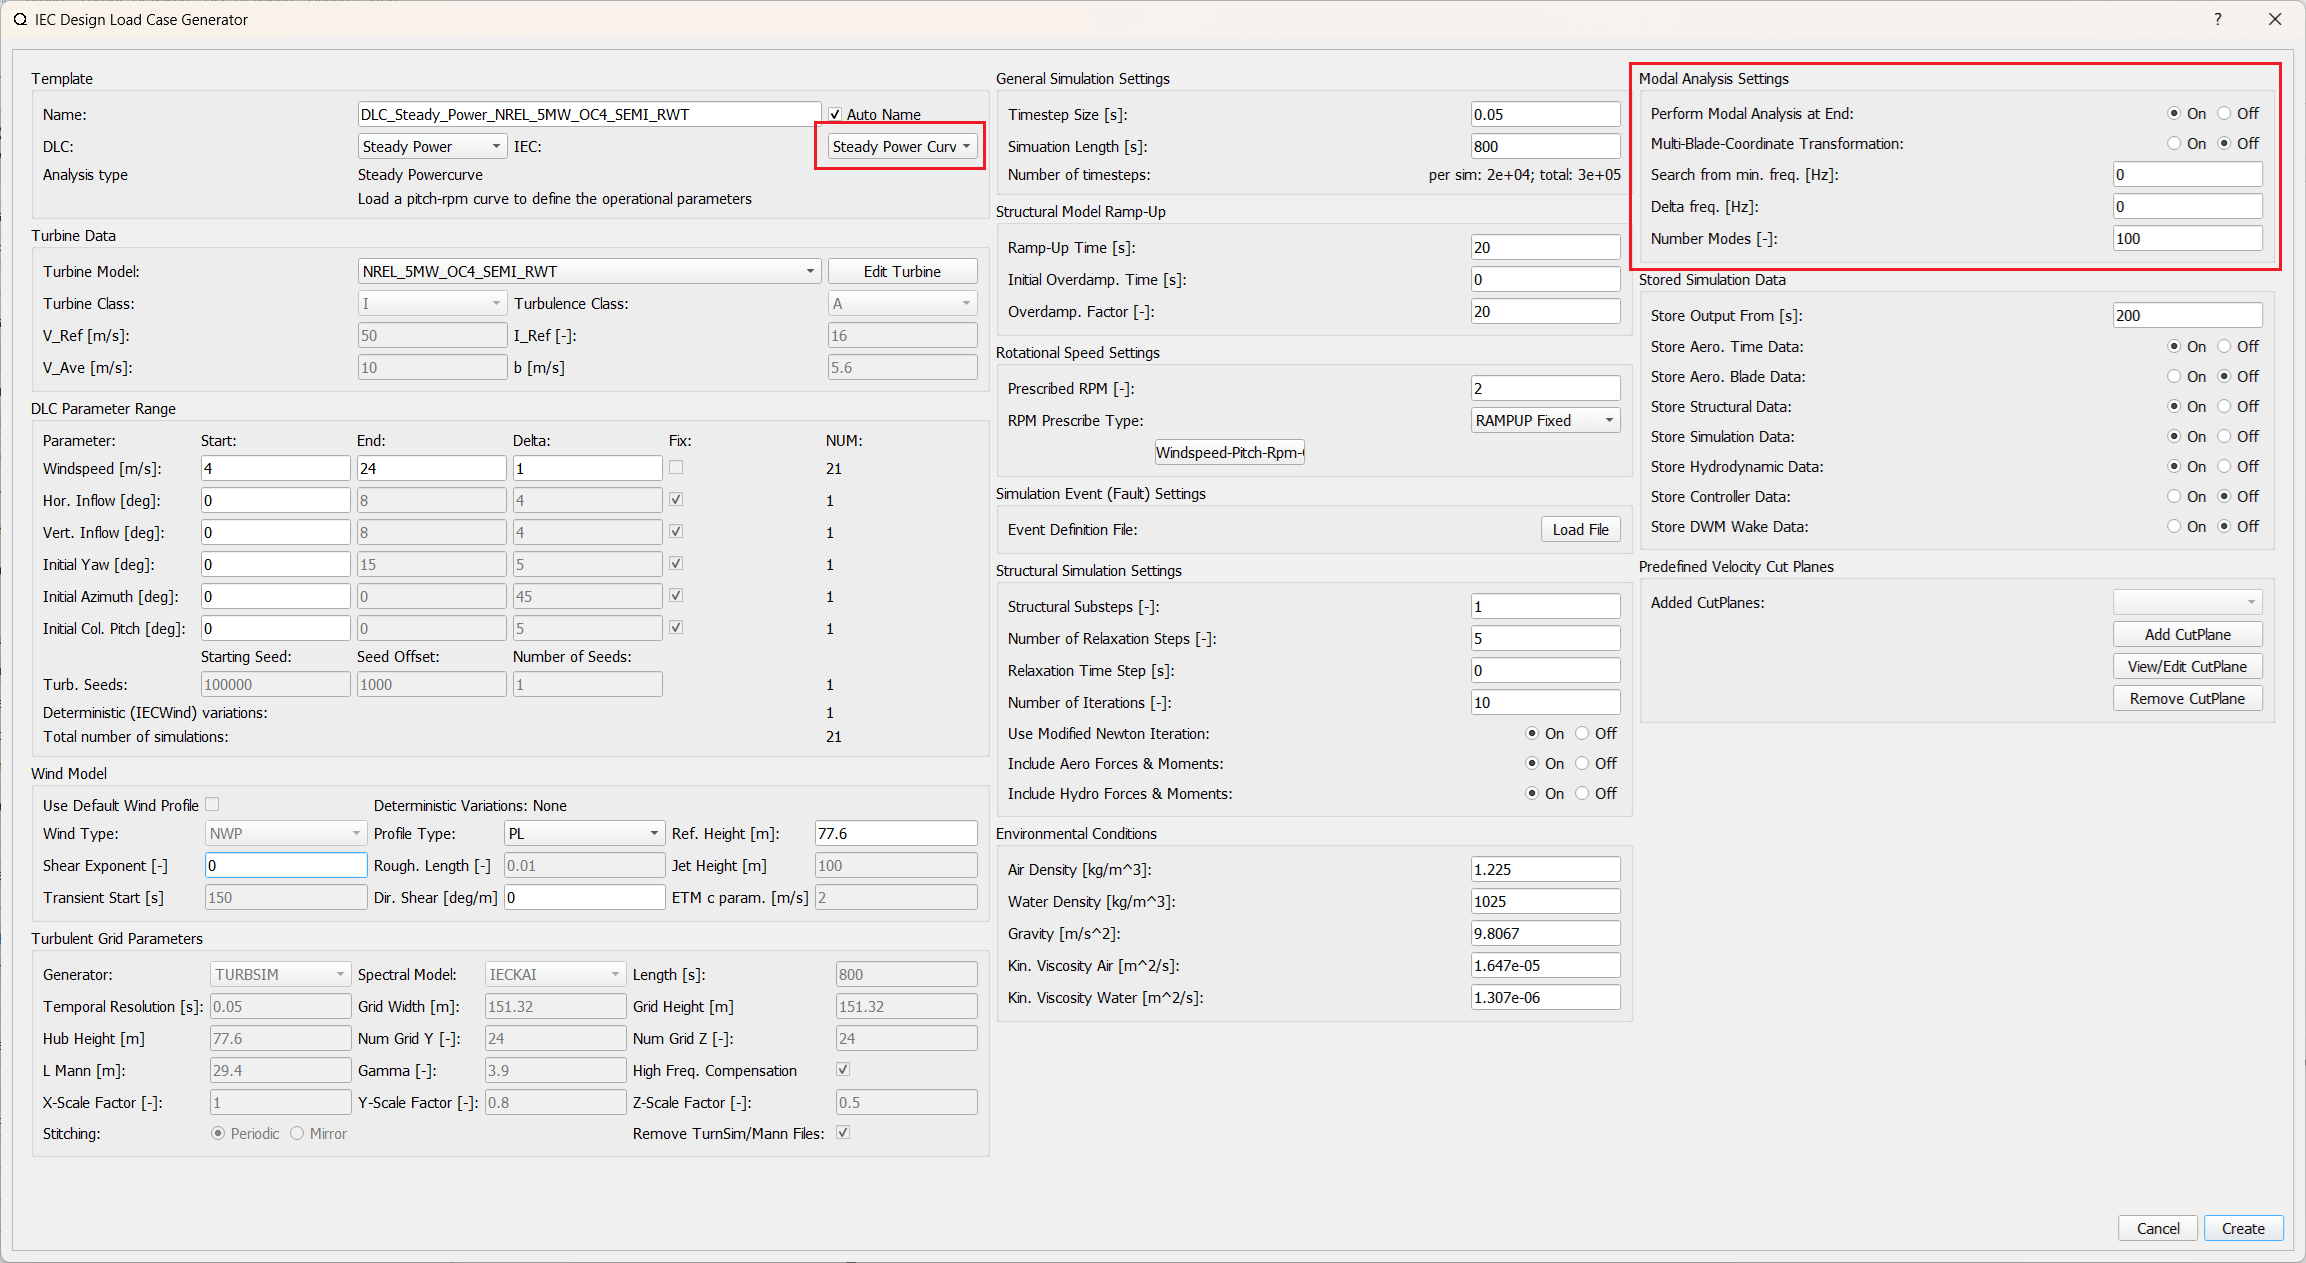 IEC Design Load Case Generator
?
Template
Name: DLC_Steady_Power_NREL_5MW_OC4_SEMI_RWT Auto Name
DLC: Steady Power IEC: Steady Power Curv
Analysis type Steady Powercurve
Load a pitch-rpm curve to define the operational parameters
Turbine Data
Turbine Model: NREL_5MW_OC4_SEMI_RWT Edit Turbine
Turbine Class: I Turbulence Class: A
V_Ref [m/s]: 50 I_Ref [-]: 16
V_Ave [m/s]: 10 b [m/s] 5.6
DLC Parameter Range
Parameter: Start: End: Delta: Fix: NUM:
Windspeed [m/s]: 4 24 1 21
Hor. Inflow [deg]: 0 8 4 1
Vert. Inflow [deg]: 0 8 4 1
Initial Yaw [deg]: 0 15 5 1
Initial Azimuth [deg]: 0 0 45 1
Initial Col. Pitch [deg]: 0 0 5 1
Starting Seed: Seed Offset: Number of Seeds:
Turb. Seeds: 100000 1000 1 1
Deterministic (IECWind) variations: 1
Total number of simulations: 21
Wind Model
Use Default Wind Profile Deterministic Variations: None
Wind Type: NWP Profile Type: PL Ref. Height [m]: 77.6
Shear Exponent [-] 0 Rough. Length [-] 0.01 Jet Height [m] 100
Transient Start [s] 150 Dir. Shear [deg/m] 0 ETM c param. [m/s] 2
Turbulent Grid Parameters
Generator: TURBSIM Spectral Model: IECKAI Length [s]: 800
Temporal Resolution [s]: 0.05 Grid Width [m]: 151.32 Grid Height [m] 151.32
Hub Height [m] 77.6 Num Grid Y [-]: 24 Num Grid Z [-]: 24
L Mann [m]: 29.4 Gamma [-]: 3.9 High Freq. Compensation
X-Scale Factor [-]: 1 Y-Scale Factor [-]: 0.8 Z-Scale Factor [-]: 0.5
Stitching: Periodic Mirror Remove TurnSim/Mann Files:
General Simulation Settings
Timestep Size [s]: 0.05
Simuation Length [s]: 800
Number of timesteps: per sim: 2e+04; total: 3e+05
Structural Model Ramp-Up
Ramp-Up Time [s]: 20
Initial Overdamp. Time [s]: 0
Overdamp. Factor [-]: 20
Rotational Speed Settings
Prescribed RPM [-]: 2
RPM Prescribe Type: RAMPUP Fixed
Windspeed-Pitch-Rpm-(
Simulation Event (Fault) Settings
Event Definition File: Load File
Structural Simulation Settings
Structural Substeps [-]: 1
Number of Relaxation Steps [-]: 5
Relaxation Time Step [s]: 0
Number of Iterations [-]: 10
Use Modified Newton Iteration: On Off
Include Aero Forces & Moments: On Off
Include Hydro Forces & Moments: On Off
Environmental Conditions
Air Density [kg/m^3]: 1.225
Water Density [kg/m^3]: 1025
Gravity [m/s^2]: 9.8067
Kin. Viscosity Air [m^2/s]: 1.647e-05
Kin. Viscosity Water [m^2/s]: 1.307e-06
Modal Analysis Settings
Perform Modal Analysis at End: On Off
Multi-Blade-Coordinate Transformation: On Off
Search from min. freq. [Hz]: 0
Delta freq. [Hz]: 0
Number Modes [-]: 100
Stored Simulation Data
Store Output From [s]: 200
Store Aero. Time Data: On Off
Store Aero. Blade Data: On Off
Store Structural Data: On Off
Store Simulation Data: On Off
Store Hydrodynamic Data: On Off
Store Controller Data: On Off
Store DWM Wake Data: On Off
Predefined Velocity Cut Planes
Added CutPlanes:
Add CutPlane
View/Edit CutPlane
Remove CutPlane
Cancel Create